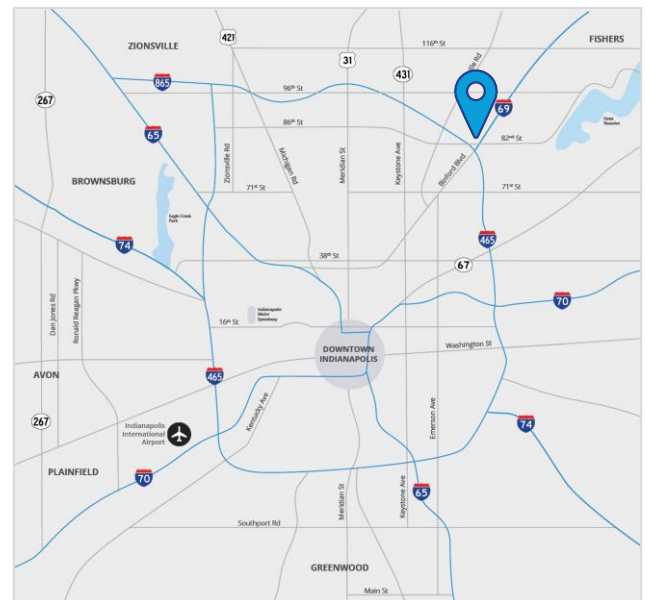 ZIONSVILLE
421
31
116th St
FISHERS
431
lle Rd
865
96th St
267
69
65
86th St
82nd St
Geist
Reservoir
Zionsville Rd
Michigan Rd
Meridian St
Keystone Ave
Binford Blvd
BROWNSBURG
71st St
71st St
Eagle Creek
Park
74
465
38th St
67
70
Dan Jones Rd
Ronald Reagan Pkwy
16th St
Indianapolis
Motor
Speedway
DOWNTOWN
INDIANAPOLIS
Washington St
AVON
465
267
Kentucky Ave
Emerson Ave
Indianapolis
International
Airport
74
PLAINFIELD
70
65
Meridian St
Keystone Ave
Southport Rd
GREENWOOD
Main St